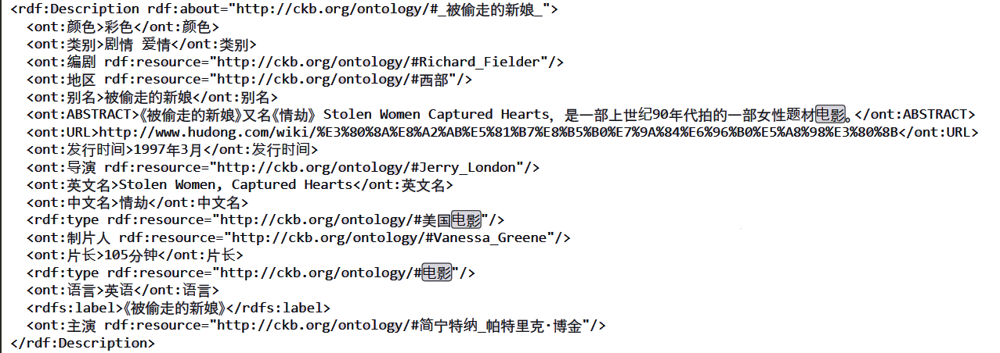 <rdf:Description rdf:about="http://ckb.org/ontology/#_被偷走的新娘_">
<ont:颜色>彩色</ont:颜色>
<ont:类别>剧情 爱情</ont:类别>
<ont:编剧 rdf:resource="http://ckb.org/ontology/#Richard_Fielder"/>
<ont:地区 rdf:resource="http://ckb.org/ontology/#西部"/>
<ont:别名>被偷走的新娘</ont:别名>
<ont:ABSTRACT>《被偷走的新娘》又名《情劫》 Stolen Women Captured Hearts, 是一部上世纪90年代拍的一部女性题材电影。</ont:ABSTRACT>
<ont:URL>http://www.hudong.com/wiki/%E3%80%8A%E8%A2%AB%E5%81%B7%E8%B5%B0%E7%9A%84%E6%96%B0%E5%A8%98%E3%80%8B</ont:URL>
<ont:发行时间>1997年3月</ont:发行时间>
<ont:导演 rdf:resource="http://ckb.org/ontology/#Jerry_London"/>
<ont:英文名>Stolen Women, Captured Hearts</ont:英文名>
<ont:中文名>情劫</ont:中文名>
<rdf:type rdf:resource="http://ckb.org/ontology/#美国电影"/>
<ont:制片人 rdf:resource="http://ckb.org/ontology/#Vanessa_Greene"/>
<ont:片长>105分钟</ont:片长>
<rdf:type rdf:resource="http://ckb.org/ontology/#电影"/>
<ont:语言>英语</ont:语言>
<rdfs:label>《被偷走的新娘》</rdfs:label>
<ont:主演 rdf:resource="http://ckb.org/ontology/#简宁特纳_帕特里克·博金"/>
</rdf:Description>